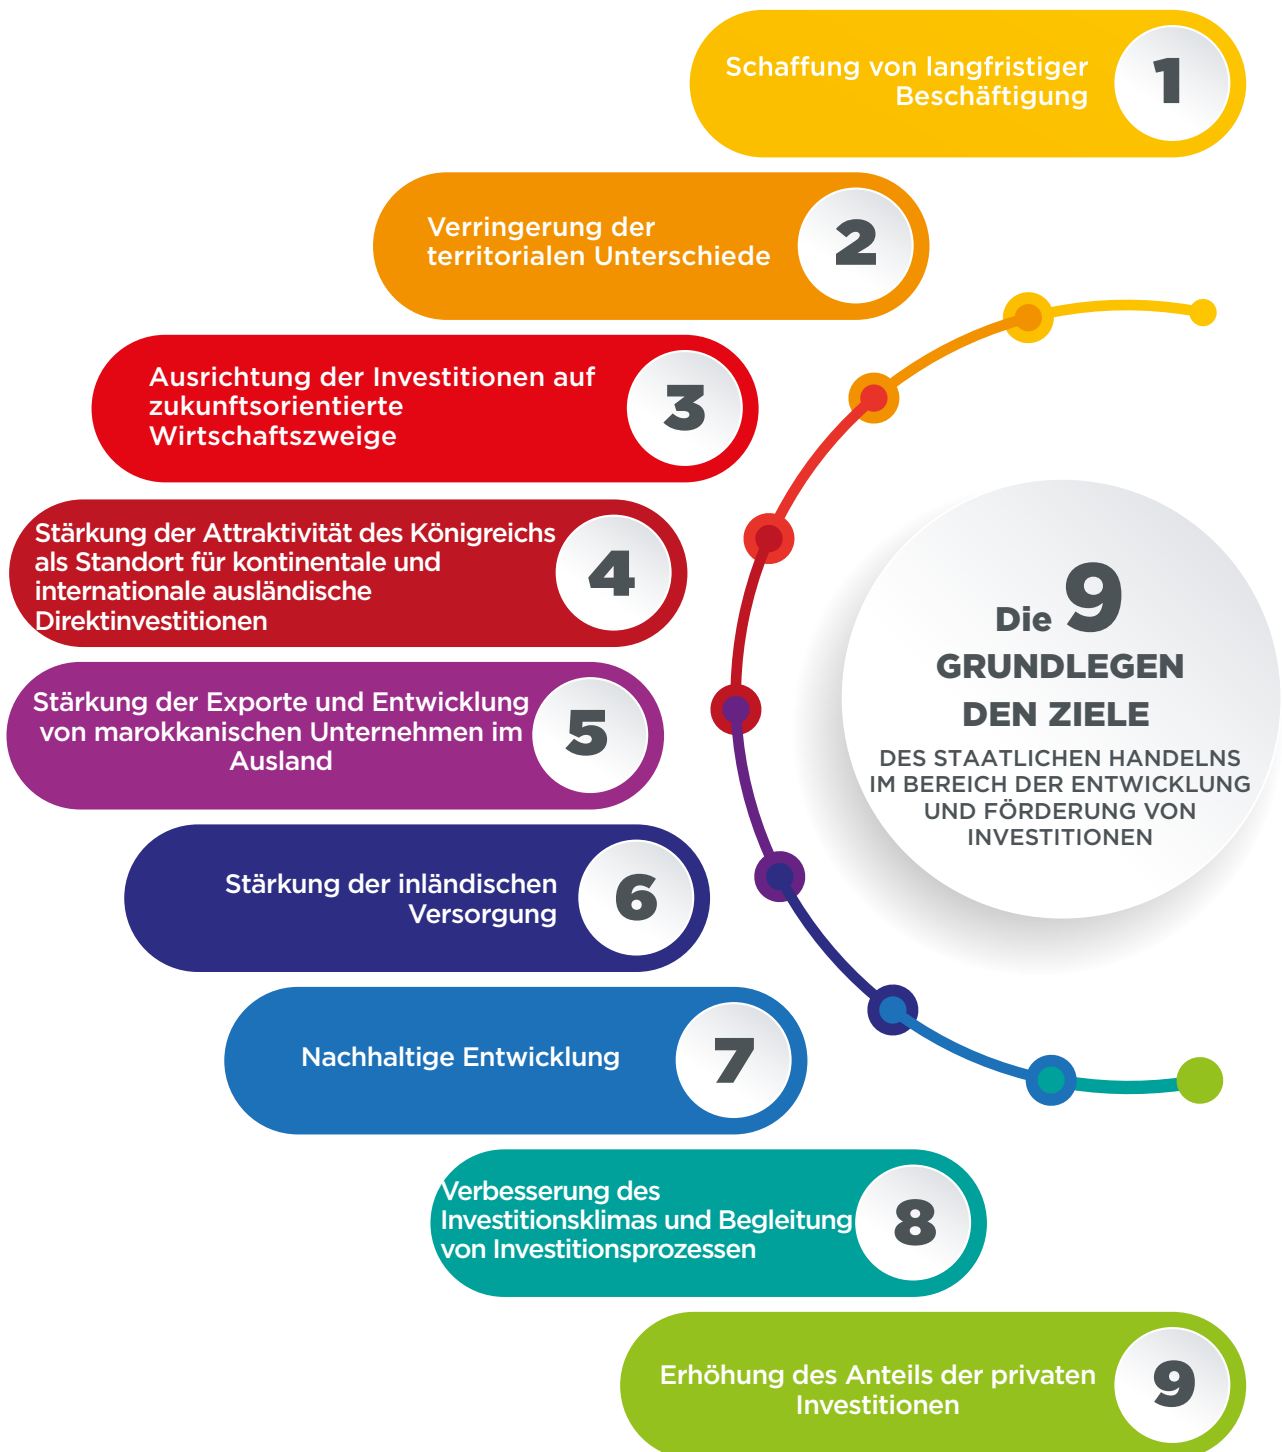 Schaffung von langfristiger
Beschäftigung
1
Verringerung der
territorialen Unterschiede
2
Ausrichtung der Investitionen auf
zukunftsorientierte
Wirtschaftszweige
3
Stärkung der Attraktivität des Königreichs
als Standort für kontinentale und
internationale ausländische
Direktinvestitionen
4
Stärkung der Exporte und Entwicklung
von marokkanischen Unternehmen im
Ausland
5
Stärkung der inländischen
Versorgung
6
Nachhaltige Entwicklung
7
Verbesserung des
Investitionsklimas und Begleitung
von Investitionsprozessen
8
Erhöhung des Anteils der privaten
Investitionen
9
Die 9
GRUNDLEGEN
DEN ZIELE
DES STAATLICHEN HANDELNS
IM BEREICH DER ENTWICKLUNG
UND FÖRDERUNG VON
INVESTITIONEN